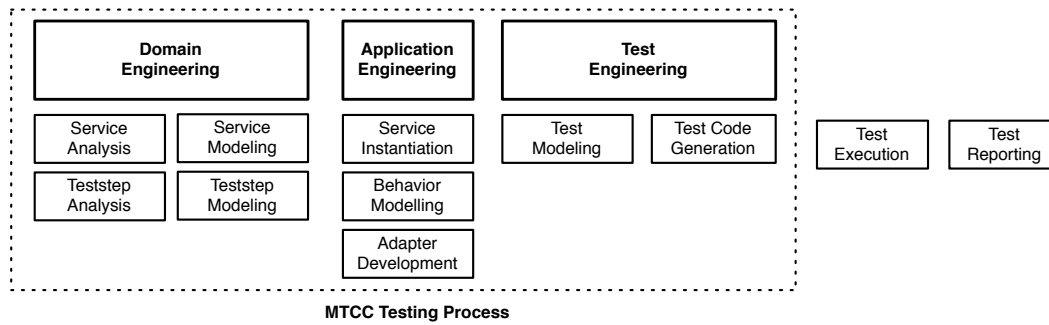 Domain
Engineering
Application
Engineering
Test
Engineering
Service
Analysis
Service
Modeling
Service
Instantiation
Test
Modeling
Test Code
Generation
Test
Execution
Test
Reporting
Teststep
Analysis
Teststep
Modeling
Behavior
Modelling
Adapter
Development
MTCC Testing Process